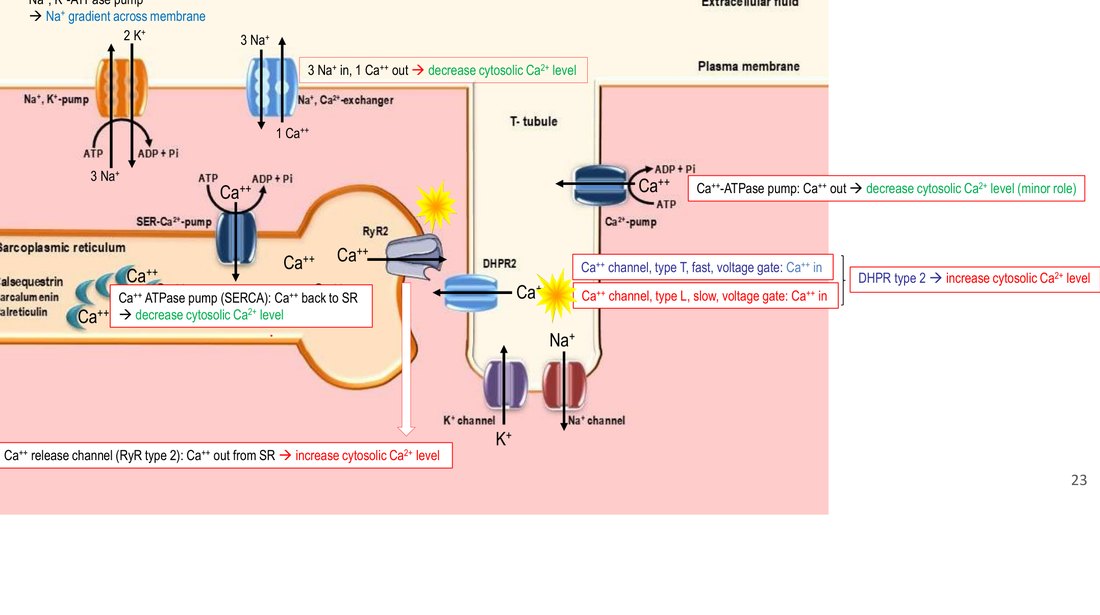 Na⁺, K⁺-ATPase pump
→ Na⁺ gradient across membrane
Extracellular fluid
2 K⁺
3 Na⁺
3 Na⁺ in, 1 Ca⁺⁺ out → decrease cytosolic Ca²⁺ level
Plasma membrane
Na⁺, K⁺-pump
Na⁺, Ca²⁺-exchanger
T- tubule
1 Ca⁺⁺
ATP
ADP + Pi
3 Na⁺
ATP
ADP + Pi
Ca⁺⁺
SER-Ca²⁺-pump
ADP + Pi
Ca⁺⁺
ATP
Ca²⁺-pump
Ca⁺⁺-ATPase pump: Ca⁺⁺ out → decrease cytosolic Ca²⁺ level (minor role)
RyR2
Sarcoplasmic reticulum
Ca⁺⁺
Ca⁺⁺
DHPR2
Ca⁺
Ca⁺⁺ channel, type T, fast, voltage gate: Ca⁺⁺ in
Ca⁺⁺ channel, type L, slow, voltage gate: Ca⁺⁺ in
DHPR type 2 → increase cytosolic Ca²⁺ level
Ca⁺⁺
alsequestrin
arcalumenin
alreticulin
Ca⁺⁺
Ca⁺⁺ ATPase pump (SERCA): Ca⁺⁺ back to SR
→ decrease cytosolic Ca²⁺ level
Na⁺
K⁺ channel
Na⁺ channel
K⁺
Ca⁺⁺ release channel (RyR type 2): Ca⁺⁺ out from SR → increase cytosolic Ca²⁺ level
23